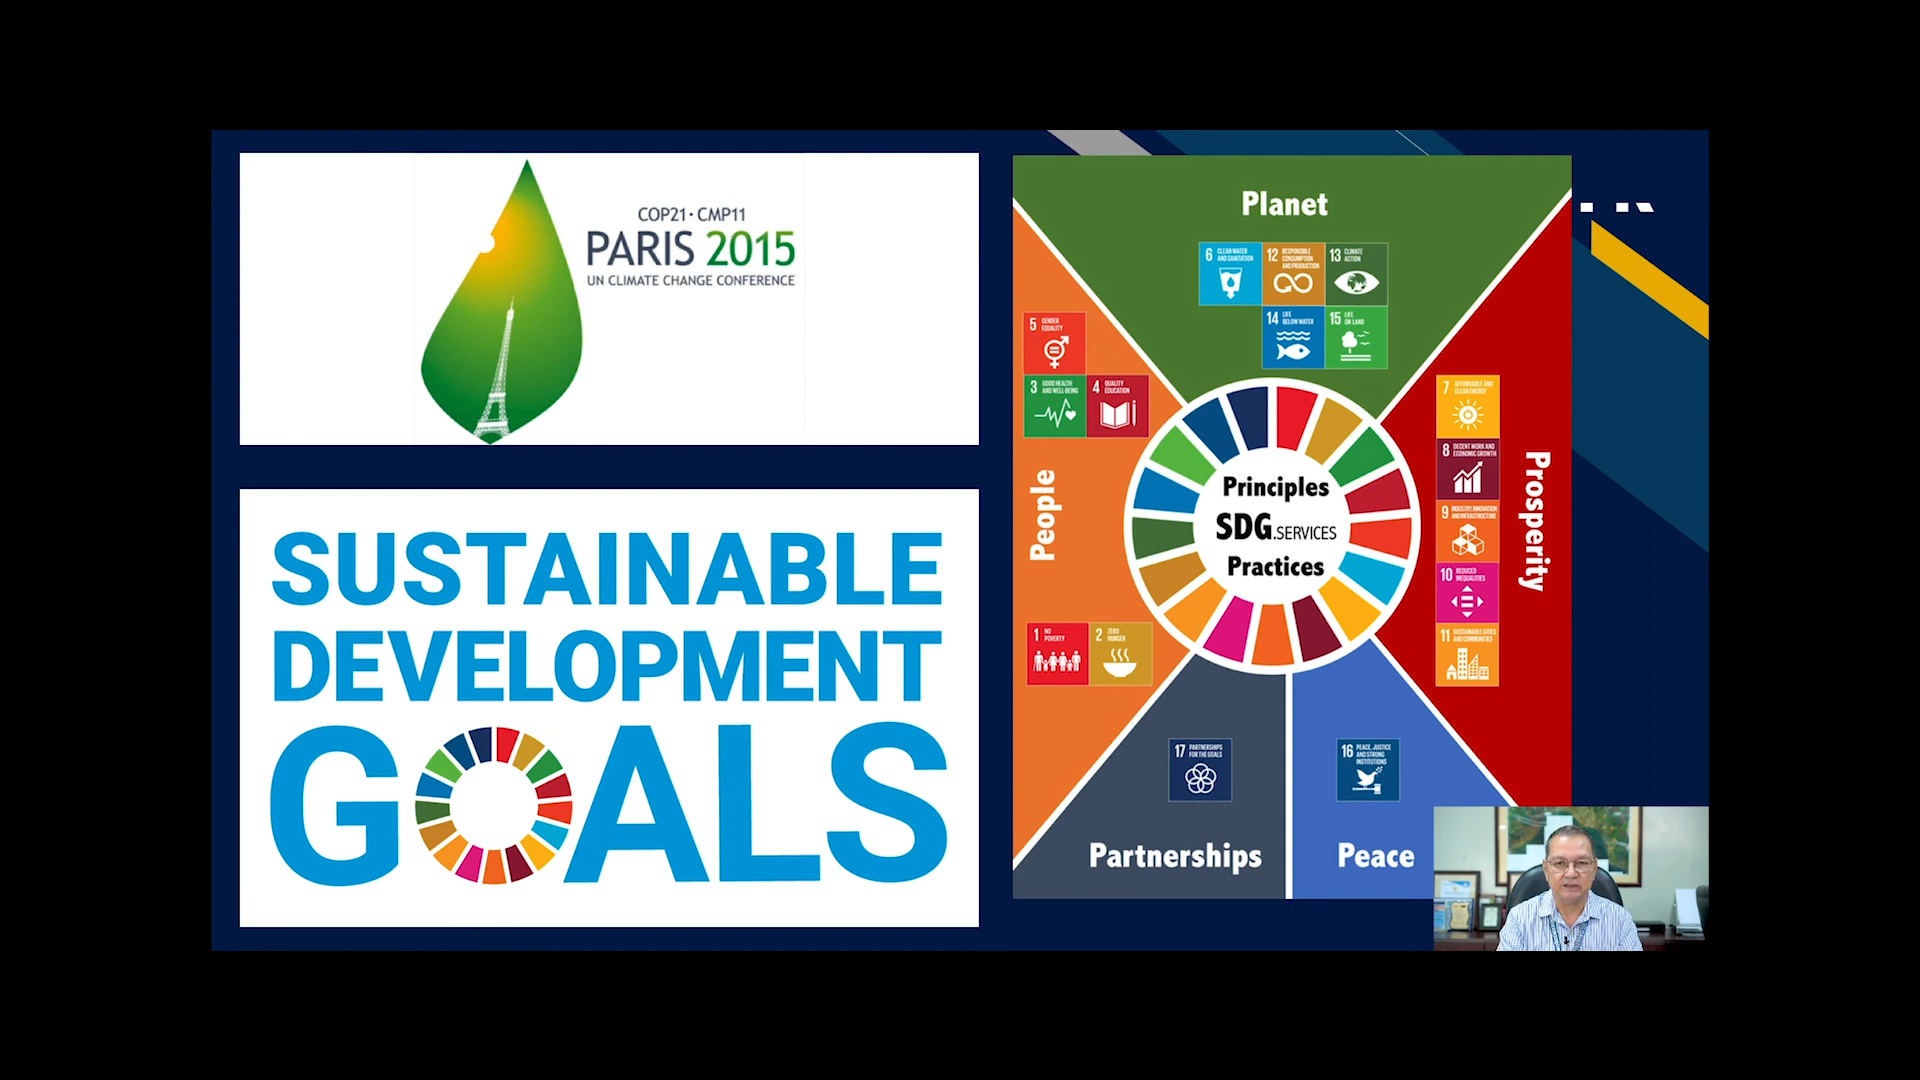 COP21 · CMP11
PARIS 2015
UN CLIMATE CHANGE CONFERENCE
SUSTAINABLE
DEVELOPMENT
GOALS
Planet
6 CLEAN WATER
AND SANITATION
12 RESPONSIBLE
CONSUMPTION
AND PRODUCTION
13 CLIMATE
ACTION
14 LIFE
BELOW WATER
15 LIFE
ON LAND
5 GENDER
EQUALITY
3 GOOD HEALTH
AND WELL-BEING
4 QUALITY
EDUCATION
People
1 NO
POVERTY
2 ZERO
HUNGER
Principles
SDG.SERVICES
Practices
7 AFFORDABLE AND
CLEAN ENERGY
8 DECENT WORK AND
ECONOMIC GROWTH
9 INDUSTRY, INNOVATION
AND INFRASTRUCTURE
10 REDUCED
INEQUALITIES
11 SUSTAINABLE CITIES
AND COMMUNITIES
Prosperity
17 PARTNERSHIPS
FOR THE GOALS
Partnerships
16 PEACE, JUSTICE
AND STRONG
INSTITUTIONS
Peace